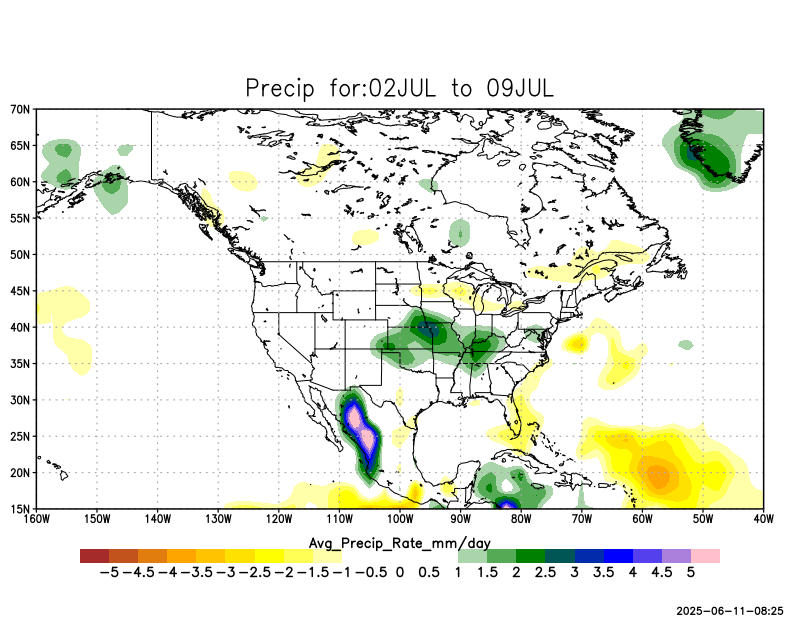 Precip for:02JUL to 09JUL
70N
65N
60N
55N
50N
45N
40N
35N
30N
25N
20N
15N
160W 150W 140W 130W 120W 110W 100W 90W 80W 70W 60W 50W 40W
Avg_Precip_Rate_mm/day
-5 -4.5 -4 -3.5 -3 -2.5 -2 -1.5 -1 -0.5 0 0.5 1 1.5 2 2.5 3 3.5 4 4.5 5
2025-06-11-08:25